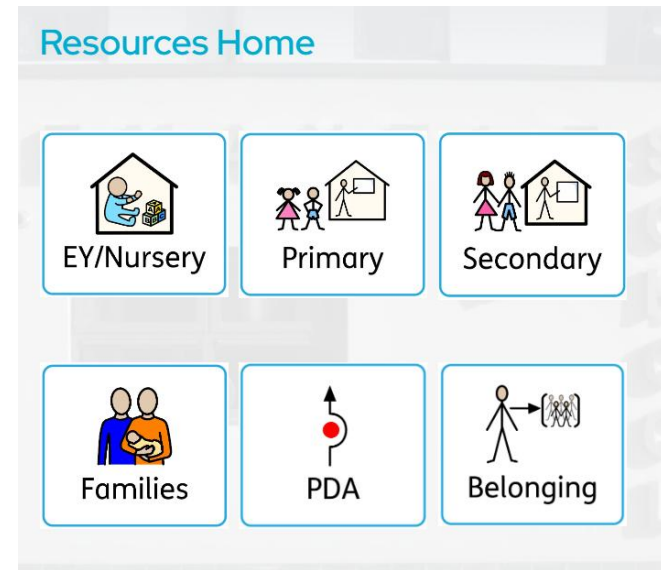 Resources Home
EY/Nursery
Primary
Secondary
Families
PDA
Belonging